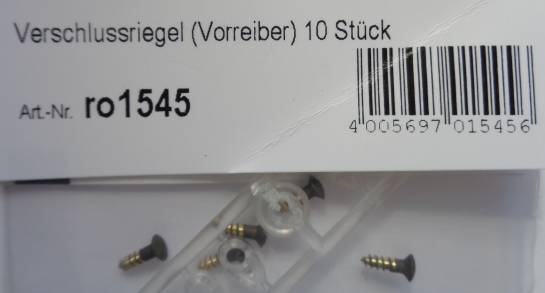 Verschlussriegel (Vorreiber) 10 Stück
Art.-Nr. ro1545
4 005697 015456